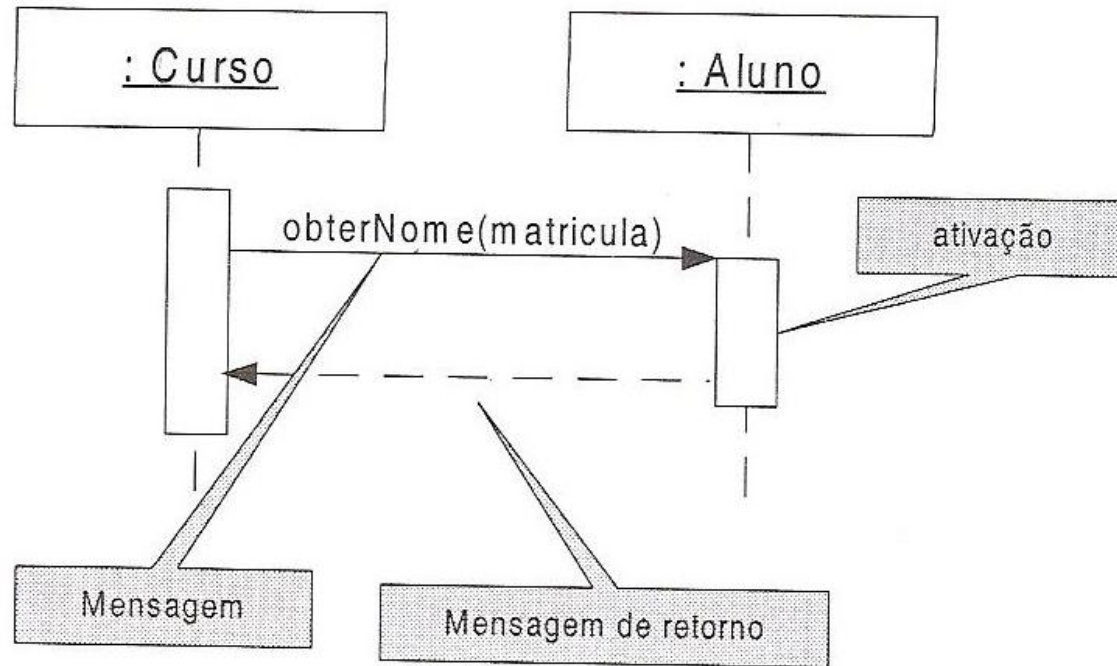 : Curso
: Aluno
obterNome(matricula)
ativação
Mensagem
Mensagem de retorno